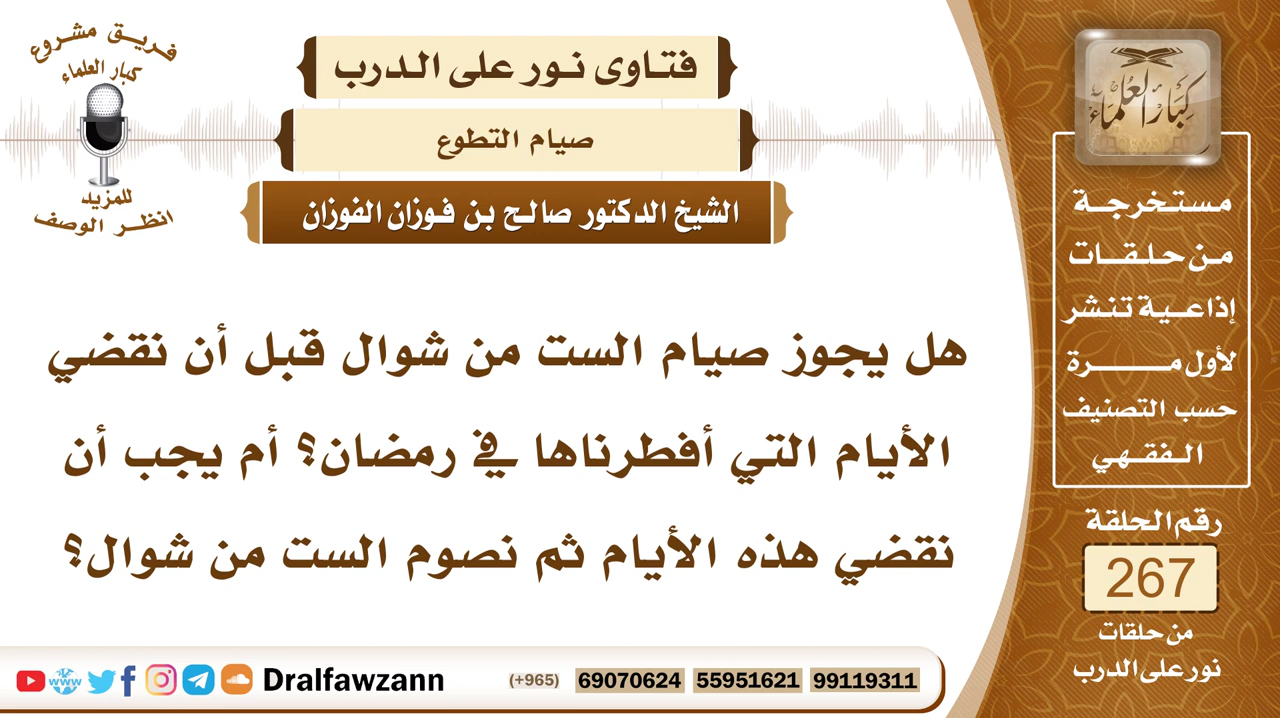 فريق مشروع
كبار العلماء
للمزيد
انظر الوصف
فتاوى نور على الدرب
صيام التطوع
الشيخ الدكتور صالح بن فوزان الفوزان
هل يجوز صيام الست من شوال قبل أن نقضي
الأيام التي أفطرناها في رمضان؟ أم يجب أن
نقضي هذه الأيام ثم نصوم الست من شوال؟
كبار العلماء
مستخرجة
من حلقات
إذاعية تنشر
لأول مرة
حسب التصنيف
الفقهي
رقم الحلقة
267
من حلقات
نور على الدرب
www
Dralfawzann (+965) 69070624 55951621 99119311